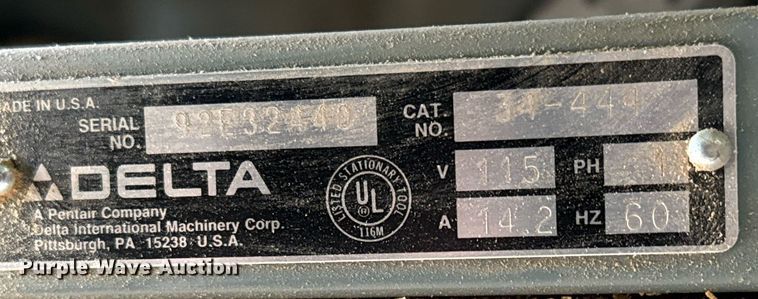 MADE IN U.S.A.
SERIAL NO. 92F32440
CAT. NO. 34-444
DELTA
A Pentair Company
Delta International Machinery Corp.
Pittsburgh, PA 15238 U.S.A.
LISTED STATIONARY TOOL
UL
116M
V 115 PH 1
A 14.2 HZ 60
Purple Wave Auction